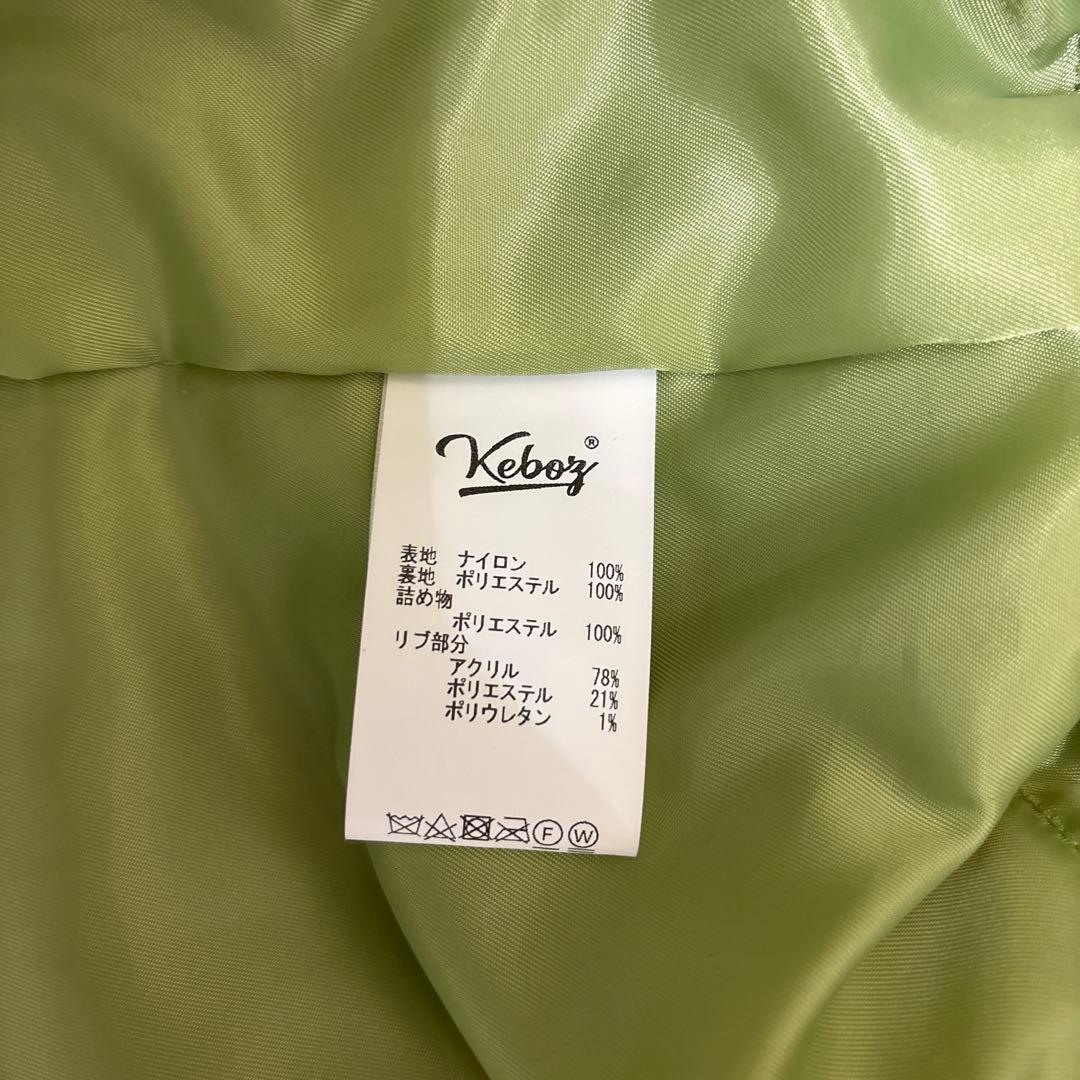 Keboz®
表地 ナイロン 100%
裏地 ポリエステル 100%
詰め物
ポリエステル 100%
リブ部分
アクリル 78%
ポリエステル 21%
ポリウレタン 1%
F W